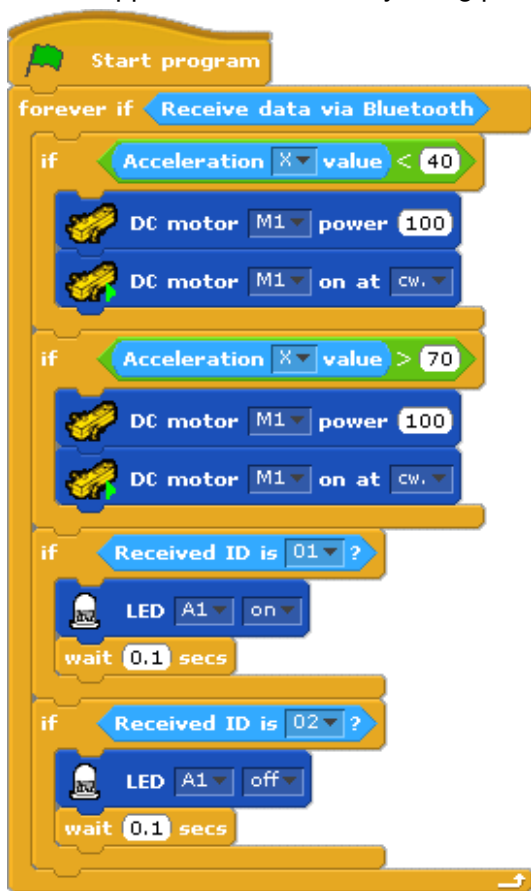 Start program
forever if Receive data via Bluetooth
if Acceleration X value < 40
DC motor M1 power 100
DC motor M1 on at cw.
if Acceleration X value > 70
DC motor M1 power 100
DC motor M1 on at cw.
if Received ID is 01 ?
LED A1 on
wait 0.1 secs
if Received ID is 02 ?
LED A1 off
wait 0.1 secs